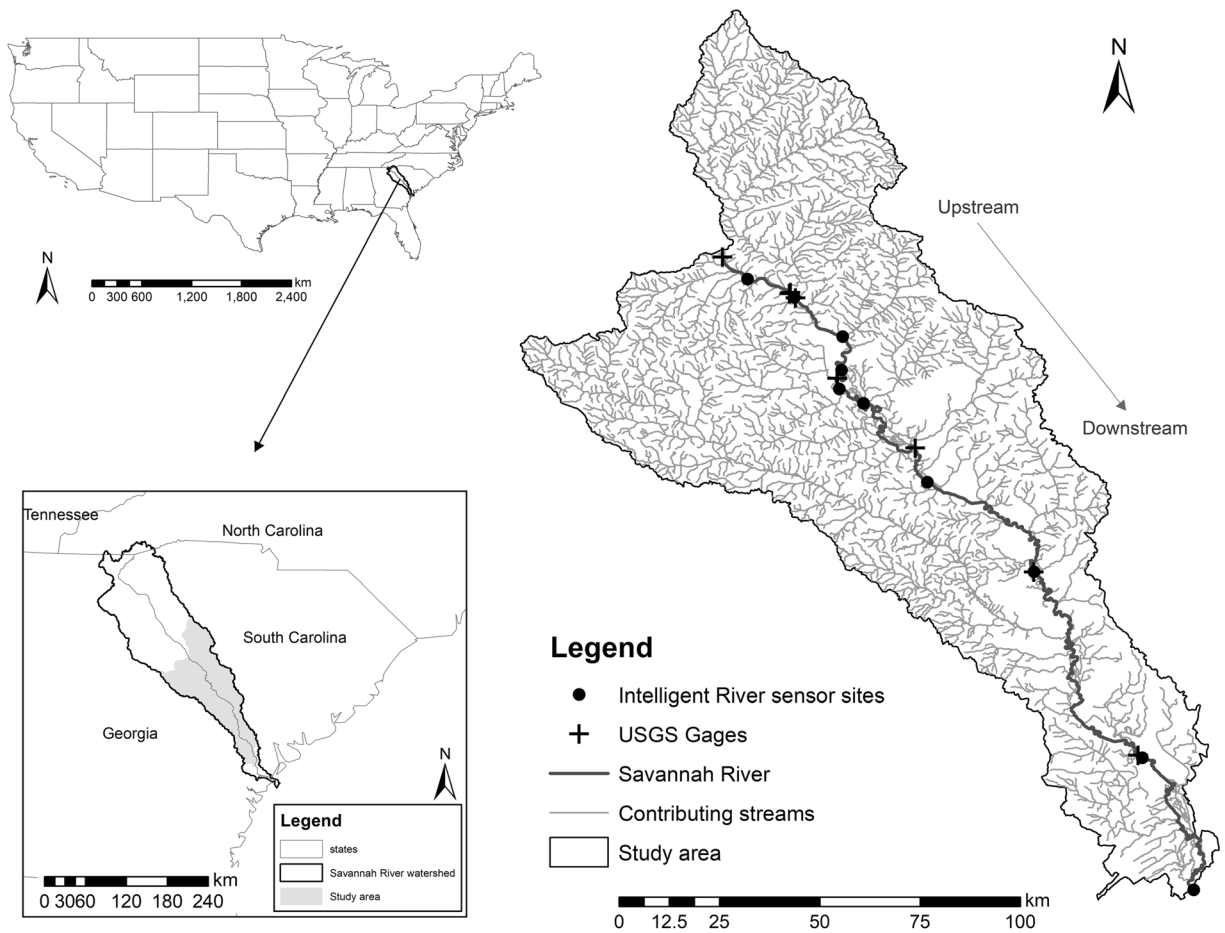 N
km
0 300 600 1,200 1,800 2,400
Tennessee
North Carolina
South Carolina
Georgia
N
Legend
states
Savannah River watershed
Study area
km
0 3060 120 180 240
N
Upstream
Downstream
Legend
Intelligent River sensor sites
USGS Gages
Savannah River
Contributing streams
Study area
km
0 12.5 25 50 75 100